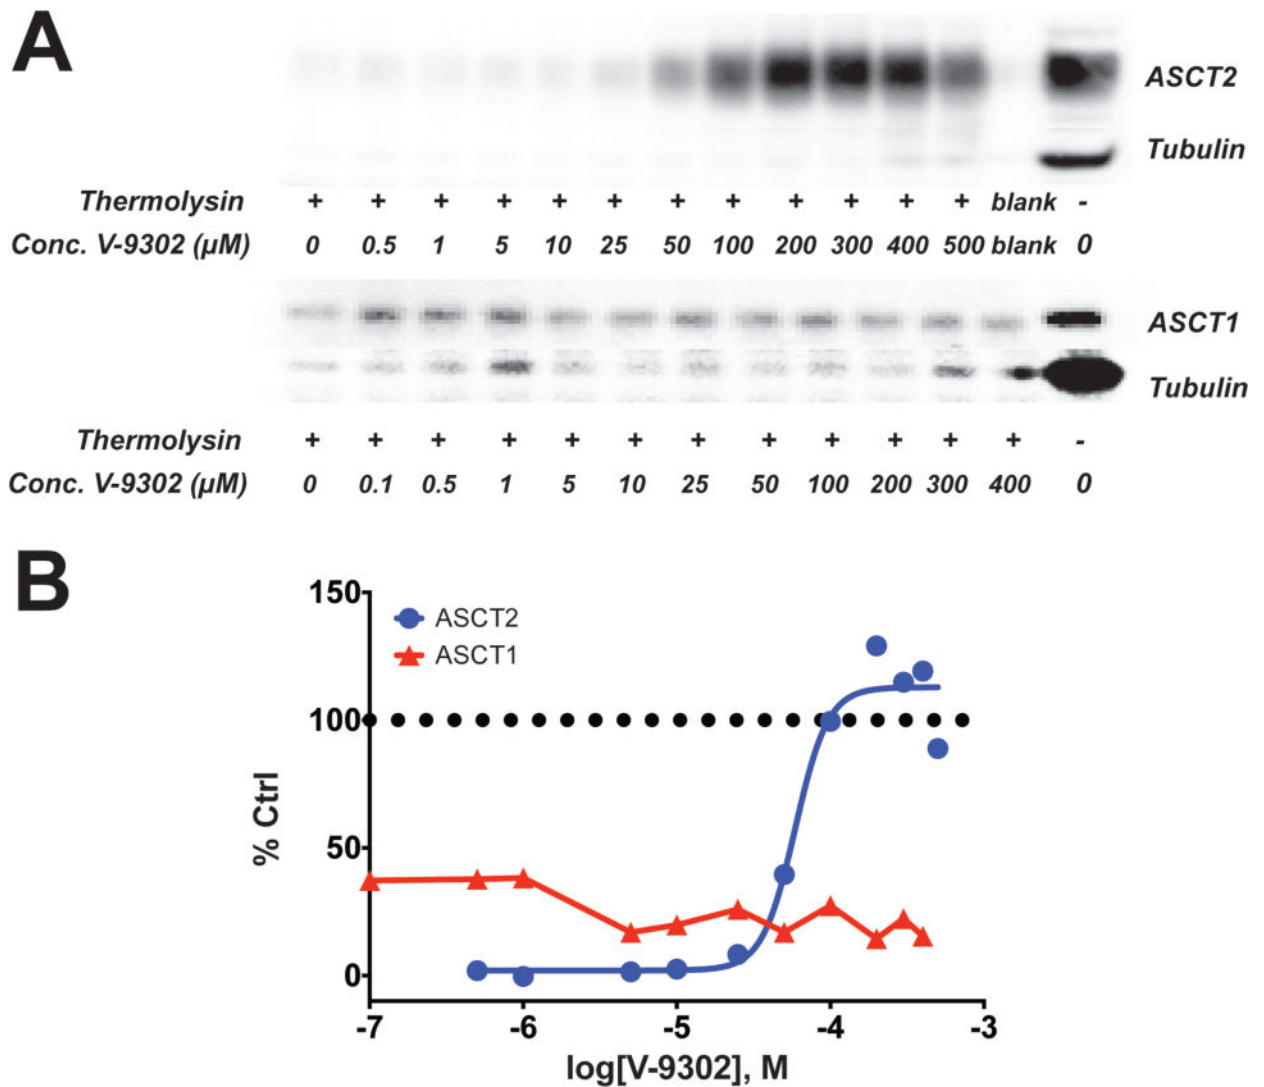 A
ASCT2
Tubulin
Thermolysin + + + + + + + + + + + + blank -
Conc. V-9302 (µM) 0 0.5 1 5 10 25 50 100 200 300 400 500 blank 0
ASCT1
Tubulin
Thermolysin + + + + + + + + + + + + -
Conc. V-9302 (µM) 0 0.1 0.5 1 5 10 25 50 100 200 300 400 0
B
150
ASCT2
ASCT1
100
% Ctrl
50
0
-7 -6 -5 -4 -3
log[V-9302], M